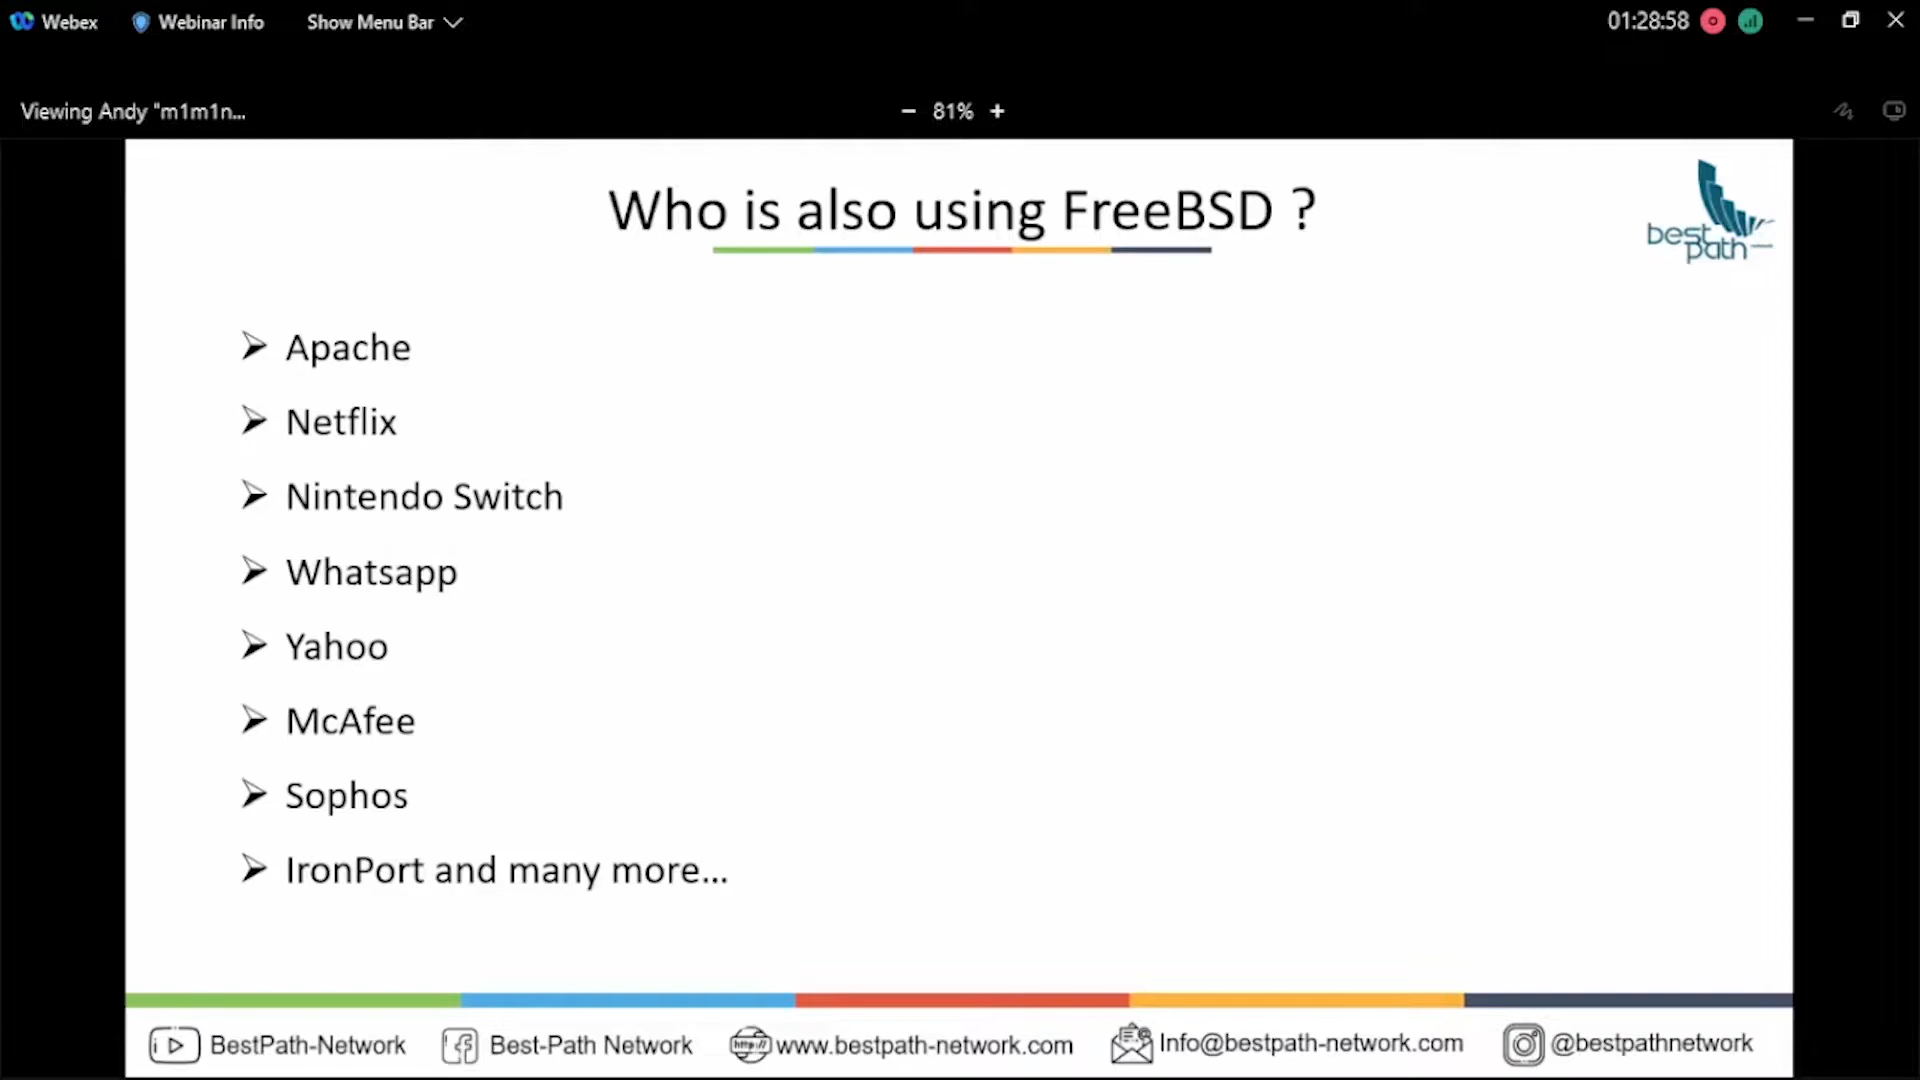 Webex
Webinar Info
Show Menu Bar
01:28:58
Viewing Andy "m1m1n...
− 81% +
Who is also using FreeBSD ?
best
path
Apache
Netflix
Nintendo Switch
Whatsapp
Yahoo
McAfee
Sophos
IronPort and many more...
BestPath-Network
Best-Path Network
http://
www.bestpath-network.com
Info@bestpath-network.com
@bestpathnetwork